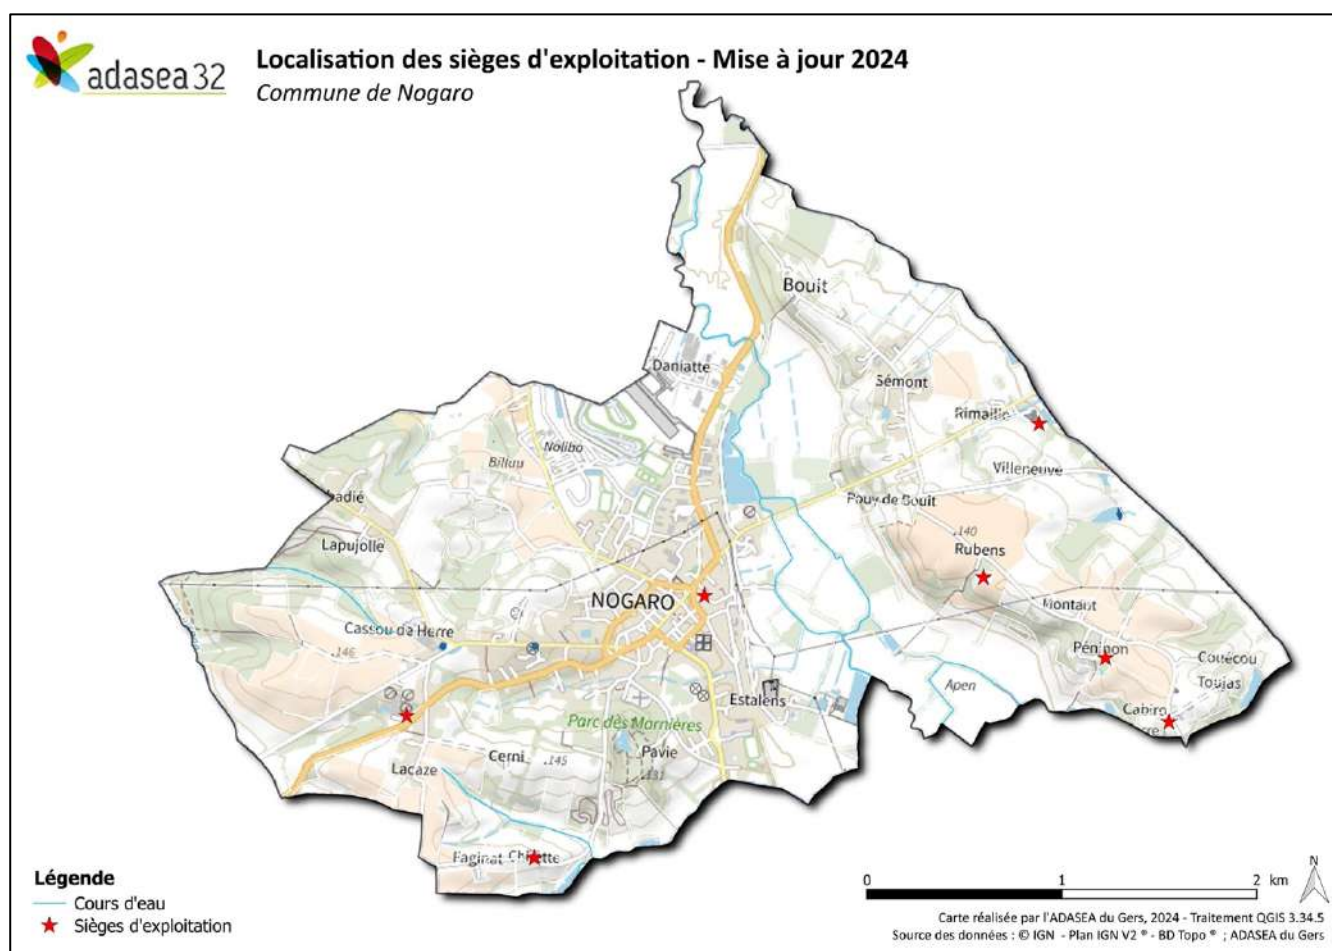 adasea32
Localisation des sièges d'exploitation - Mise à jour 2024
Commune de Nogaro
Bouit
Daniatte
Sémont
Rimaille
Nolibo
Billau
Villeneuve
adié
Pouy de Bouit
.140
Lapujolle
Rubens
NOGARO
Montaut
Cassou de Herre
.146
Péninon
Couécou
Toujas
Apen
Estalens
Cabiro
Parc des Marnières
Pavie
Cerni
.145
Lacaze
.131
Faginat
Légende
Cours d'eau
Sièges d'exploitation
0 1 2 km
N
Carte réalisée par l'ADASEA du Gers, 2024 - Traitement QGIS 3.34.5
Source des données : © IGN - Plan IGN V2 ® - BD Topo ® ; ADASEA du Gers